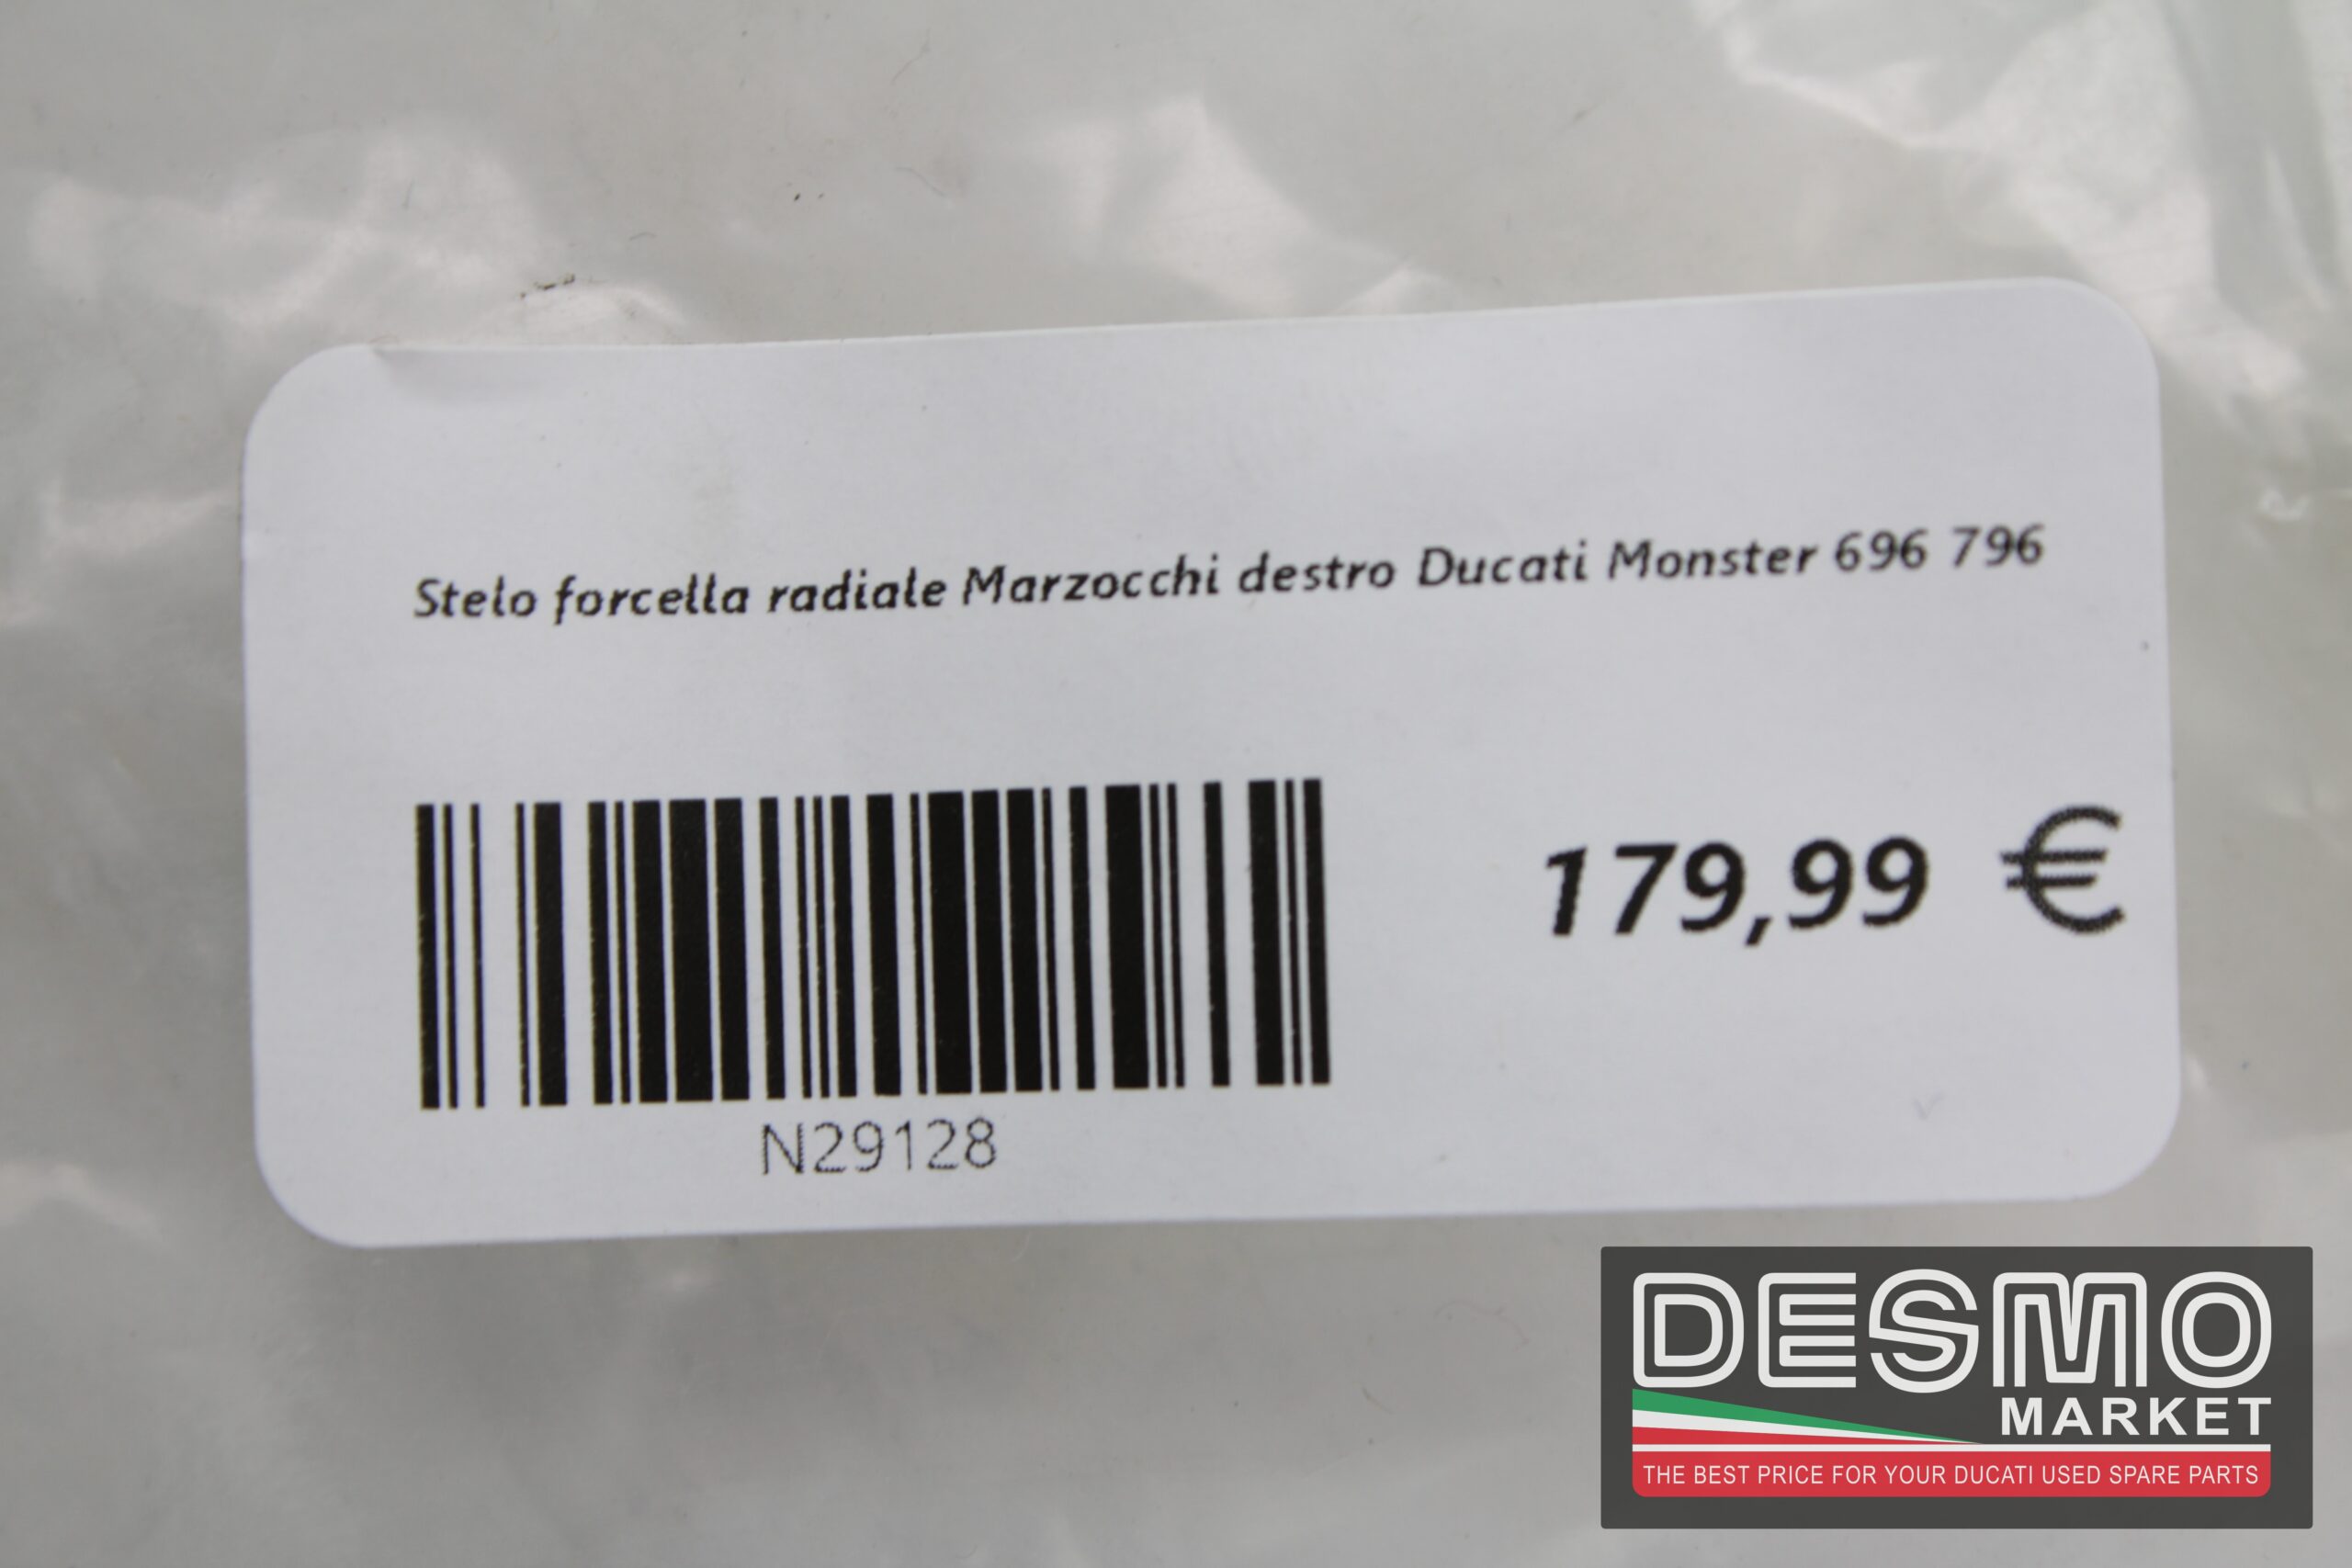 Stelo forcella radiale Marzocchi destro Ducati Monster 696 796
179,99 €
N29128
DESMO
MARKET
THE BEST PRICE FOR YOUR DUCATI USED SPARE PARTS